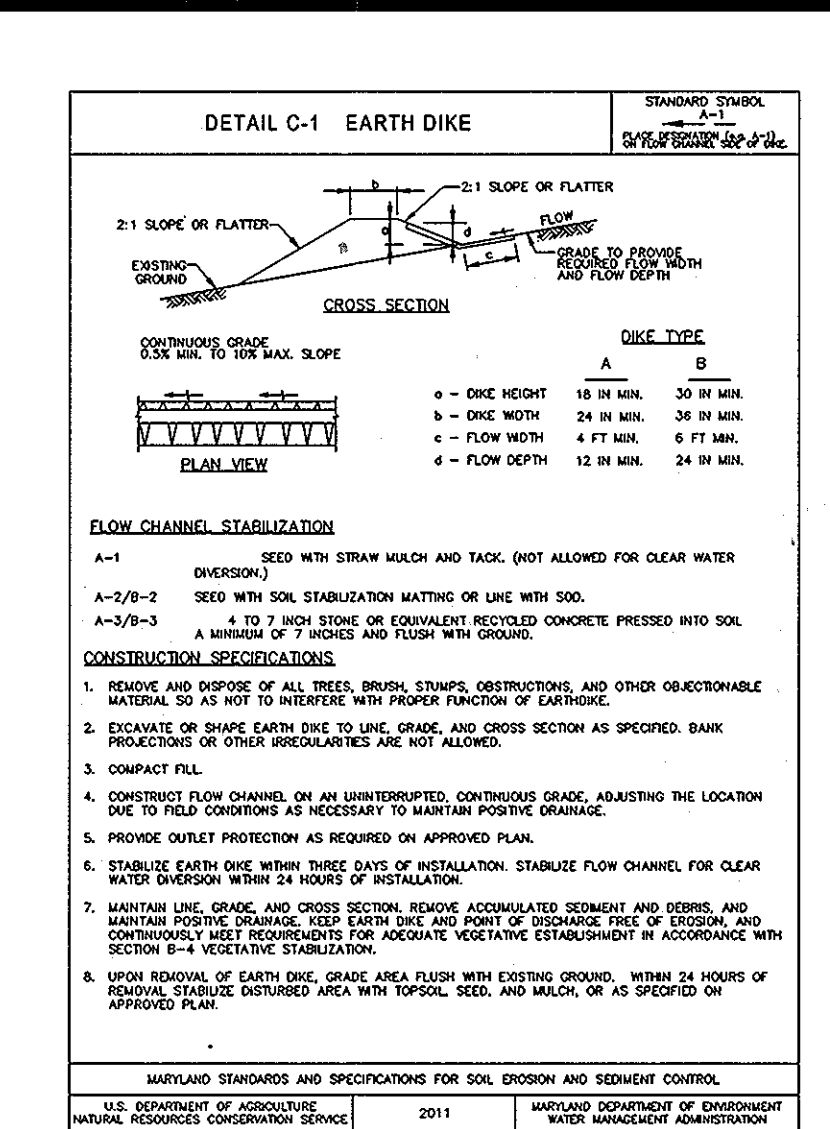 DETAIL C-1 EARTH DIKE
STANDARD SYMBOL
A-1
PLACE DESIGNATION (e.g. A-1)
ON FLOW CHANNEL SIDE OF DIKE
b
2:1 SLOPE OR FLATTER
2:1 SLOPE OR FLATTER
a
d
FLOW
c
EXISTING
GROUND
GRADE TO PROVIDE
REQUIRED FLOW WIDTH
AND FLOW DEPTH
CROSS SECTION
CONTINUOUS GRADE
0.5% MIN. TO 10% MAX. SLOPE
PLAN VIEW
DIKE TYPE
A B
a - DIKE HEIGHT 18 IN MIN. 30 IN MIN.
b - DIKE WIDTH 24 IN MIN. 36 IN MIN.
c - FLOW WIDTH 4 FT MIN. 6 FT MIN.
d - FLOW DEPTH 12 IN MIN. 24 IN MIN.
FLOW CHANNEL STABILIZATION
A-1 SEED WITH STRAW MULCH AND TACK. (NOT ALLOWED FOR CLEAR WATER
DIVERSION.)
A-2/B-2 SEED WITH SOIL STABILIZATION MATTING OR LINE WITH SOD.
A-3/B-3 4 TO 7 INCH STONE OR EQUIVALENT RECYCLED CONCRETE PRESSED INTO SOIL
A MINIMUM OF 7 INCHES AND FLUSH WITH GROUND.
CONSTRUCTION SPECIFICATIONS
1. REMOVE AND DISPOSE OF ALL TREES, BRUSH, STUMPS, OBSTRUCTIONS, AND OTHER OBJECTIONABLE
MATERIAL SO AS NOT TO INTERFERE WITH PROPER FUNCTION OF EARTHDIKE.
2. EXCAVATE OR SHAPE EARTH DIKE TO LINE, GRADE, AND CROSS SECTION AS SPECIFIED. BANK
PROJECTIONS OR OTHER IRREGULARITIES ARE NOT ALLOWED.
3. COMPACT FILL.
4. CONSTRUCT FLOW CHANNEL ON AN UNINTERRUPTED, CONTINUOUS GRADE, ADJUSTING THE LOCATION
DUE TO FIELD CONDITIONS AS NECESSARY TO MAINTAIN POSITIVE DRAINAGE.
5. PROVIDE OUTLET PROTECTION AS REQUIRED ON APPROVED PLAN.
6. STABILIZE EARTH DIKE WITHIN THREE DAYS OF INSTALLATION. STABILIZE FLOW CHANNEL FOR CLEAR
WATER DIVERSION WITHIN 24 HOURS OF INSTALLATION.
7. MAINTAIN LINE, GRADE, AND CROSS SECTION. REMOVE ACCUMULATED SEDIMENT AND DEBRIS, AND
MAINTAIN POSITIVE DRAINAGE. KEEP EARTH DIKE AND POINT OF DISCHARGE FREE OF EROSION, AND
CONTINUOUSLY MEET REQUIREMENTS FOR ADEQUATE VEGETATIVE ESTABLISHMENT IN ACCORDANCE WITH
SECTION B-4 VEGETATIVE STABILIZATION.
8. UPON REMOVAL OF EARTH DIKE, GRADE AREA FLUSH WITH EXISTING GROUND. WITHIN 24 HOURS OF
REMOVAL STABILIZE DISTURBED AREA WITH TOPSOIL, SEED, AND MULCH, OR AS SPECIFIED ON
APPROVED PLAN.
MARYLAND STANDARDS AND SPECIFICATIONS FOR SOIL EROSION AND SEDIMENT CONTROL
U.S. DEPARTMENT OF AGRICULTURE
NATURAL RESOURCES CONSERVATION SERVICE
2011
MARYLAND DEPARTMENT OF ENVIRONMENT
WATER MANAGEMENT ADMINISTRATION